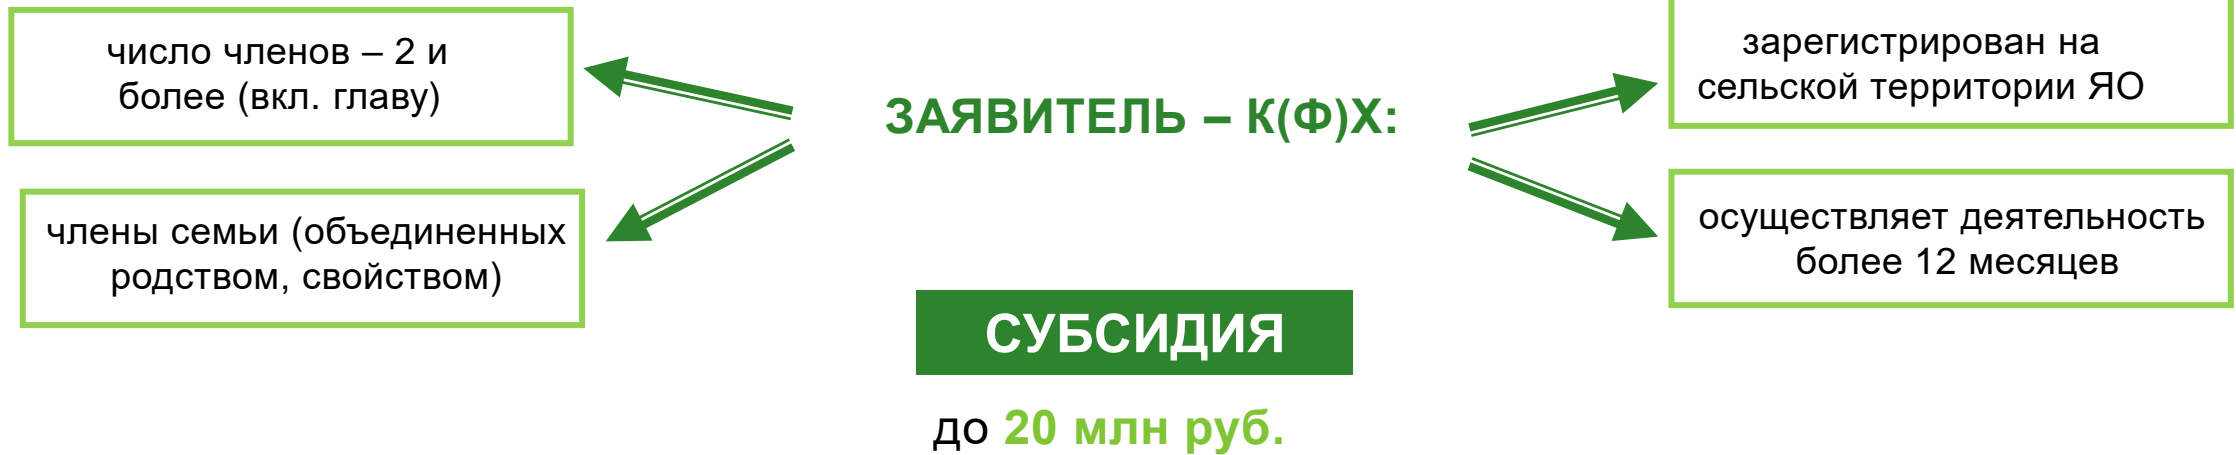 число членов – 2 и
более (вкл. главу)
члены семьи (объединенных
родством, свойством)
ЗАЯВИТЕЛЬ – К(Ф)Х:
зарегистрирован на
сельской территории ЯО
осуществляет деятельность
более 12 месяцев
СУБСИДИЯ
до 20 млн руб.